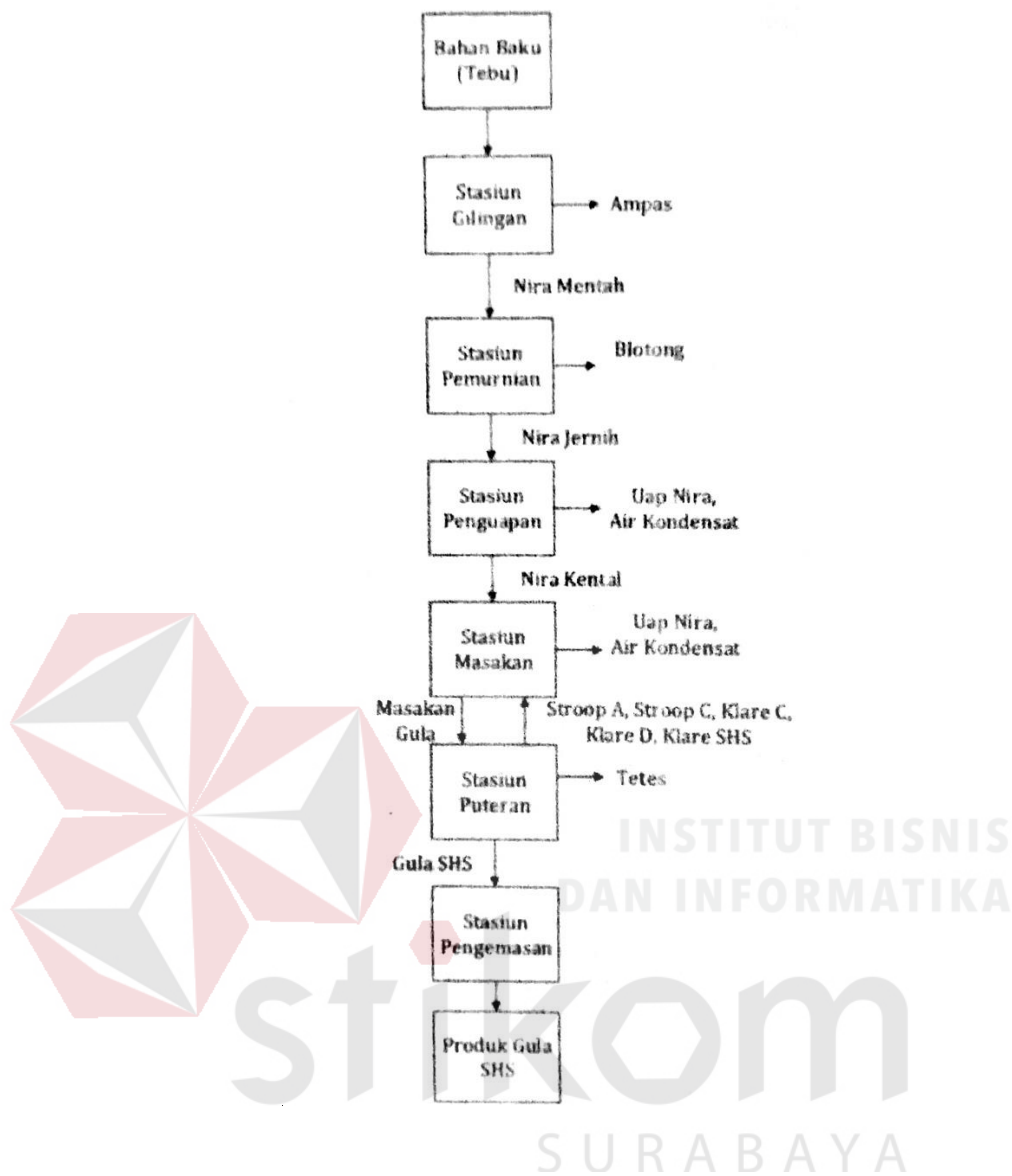 Bahan Baku
(Tebu)
Stasiun
Gilingan
Ampas
Nira Mentah
Stasiun
Pemurnian
Blotong
Nira Jernih
Stasiun
Penguapan
Uap Nira,
Air Kondensat
Nira Kental
Stasiun
Masakan
Uap Nira,
Air Kondensat
Masakan
Gula
Stroop A, Stroop C, Klare C,
Klare D, Klare SHS
Stasiun
Puteran
Tetes
Gula SHS
Stasiun
Pengemasan
Produk Gula
SHS
INSTITUT BISNIS
DAN INFORMATIKA
stikom
SURABAYA